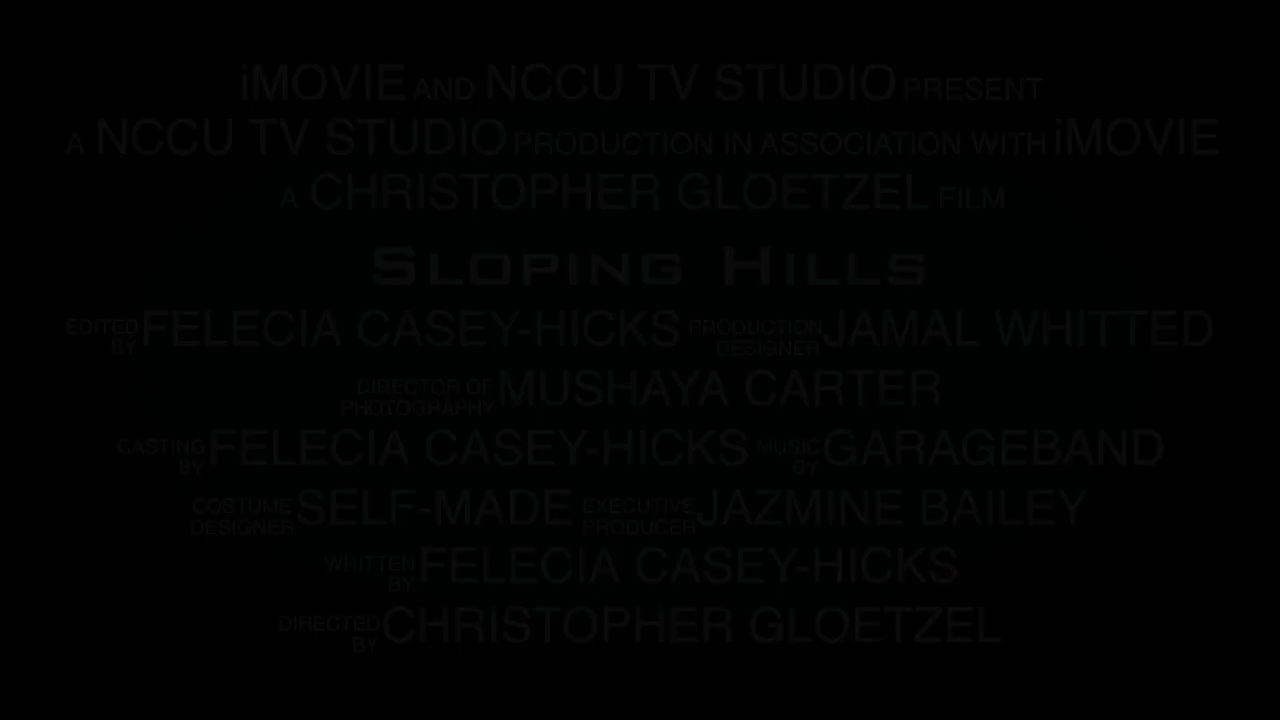 iMOVIE AND NCCU TV STUDIO PRESENT
A NCCU TV STUDIO PRODUCTION IN ASSOCIATION WITH iMOVIE
A CHRISTOPHER GLOETZEL FILM
SLOPING HILLS
EDITED BY FELECIA CASEY-HICKS PRODUCTION DESIGNER JAMAL WHITTED
DIRECTOR OF PHOTOGRAPHY MUSHAYA CARTER
CASTING BY FELECIA CASEY-HICKS MUSIC BY GARAGEBAND
COSTUME DESIGNER SELF-MADE EXECUTIVE PRODUCER JAZMINE BAILEY
WRITTEN BY FELECIA CASEY-HICKS
DIRECTED BY CHRISTOPHER GLOETZEL